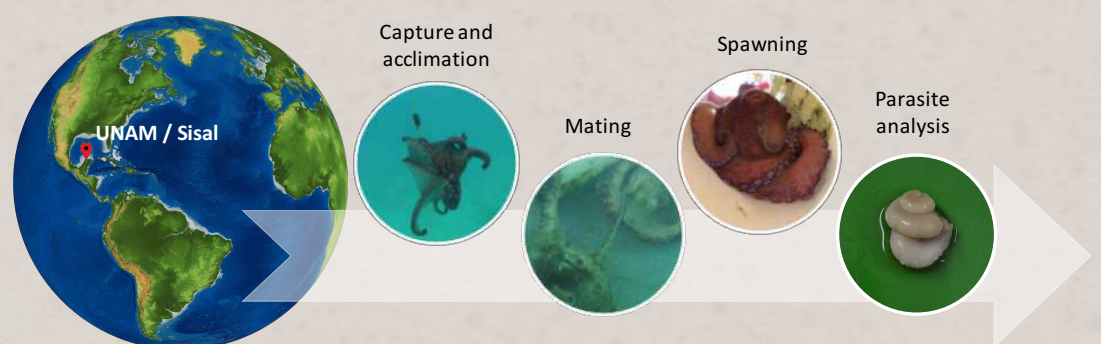 UNAM / Sisal
Capture and
acclimation
Mating
Spawning
Parasite
analysis